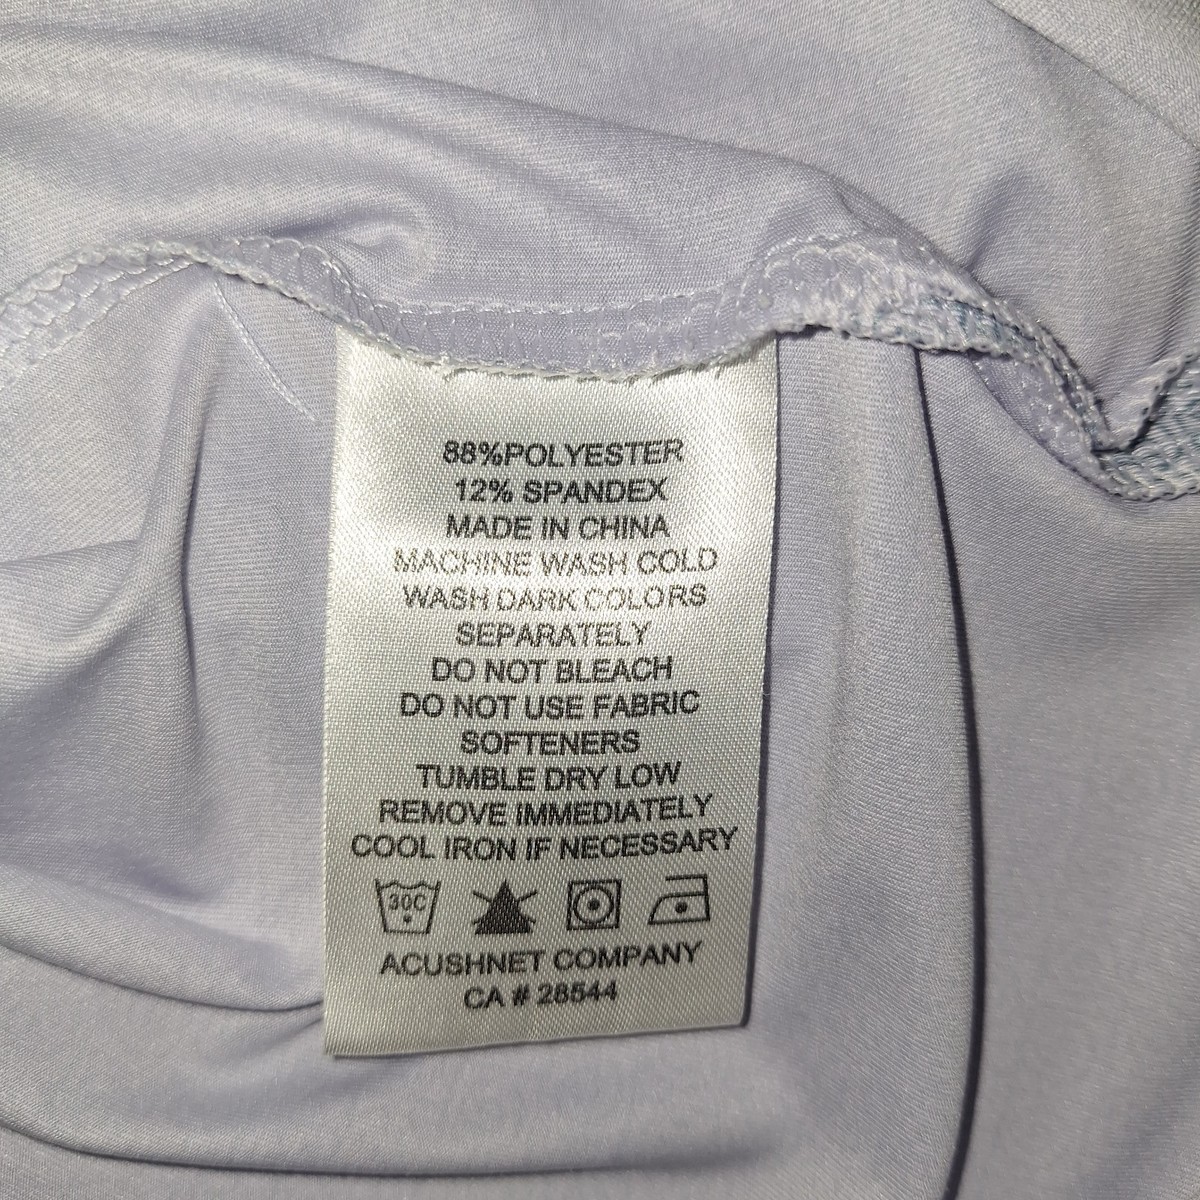 88%POLYESTER
12% SPANDEX
MADE IN CHINA
MACHINE WASH COLD
WASH DARK COLORS
SEPARATELY
DO NOT BLEACH
DO NOT USE FABRIC
SOFTENERS
TUMBLE DRY LOW
REMOVE IMMEDIATELY
COOL IRON IF NECESSARY
30C
ACUSHNET COMPANY
CA # 28544